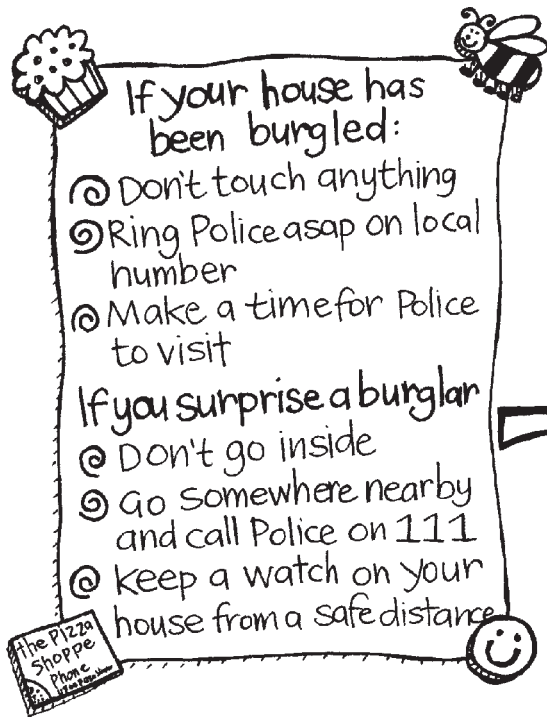 If your house has
been burgled:
Don't touch anything
Ring Police asap on local
number
Make a time for Police
to visit
If you surprise a burglar
Don't go inside
Go somewhere nearby
and call Police on 111
Keep a watch on your
house from a safe distance
the PIZZA
Shoppe
Phone